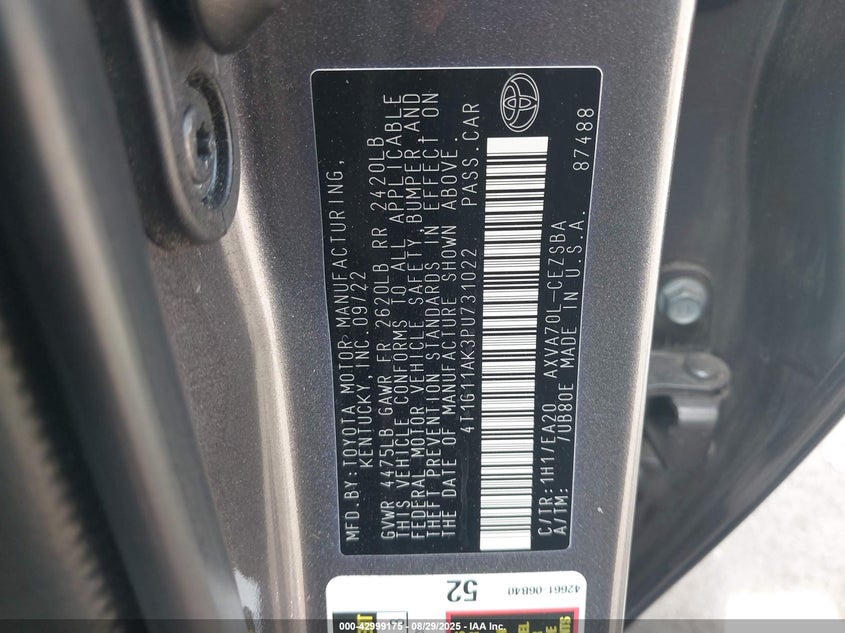 MFD. BY: TOYOTA MOTOR MANUFACTURING,
KENTUCKY, INC. 09/22
GVWR 4475LB GAWR FR 2620LB RR 2420LB
THIS VEHICLE CONFORMS TO ALL APPLICABLE
FEDERAL MOTOR VEHICLE SAFETY, BUMPER, AND
THEFT PREVENTION STANDARDS IN EFFECT ON
THE DATE OF MANUFACTURE SHOWN ABOVE.
4T1G11AK3PU731022 PASS. CAR
C/TR: 1H1/EA20 AXVA70L-CEZSBA
A/TM: /UB80E MADE IN U.S.A. 87488
52
42661-06B40
000-42999175 - 08/29/2025 - IAA, Inc.